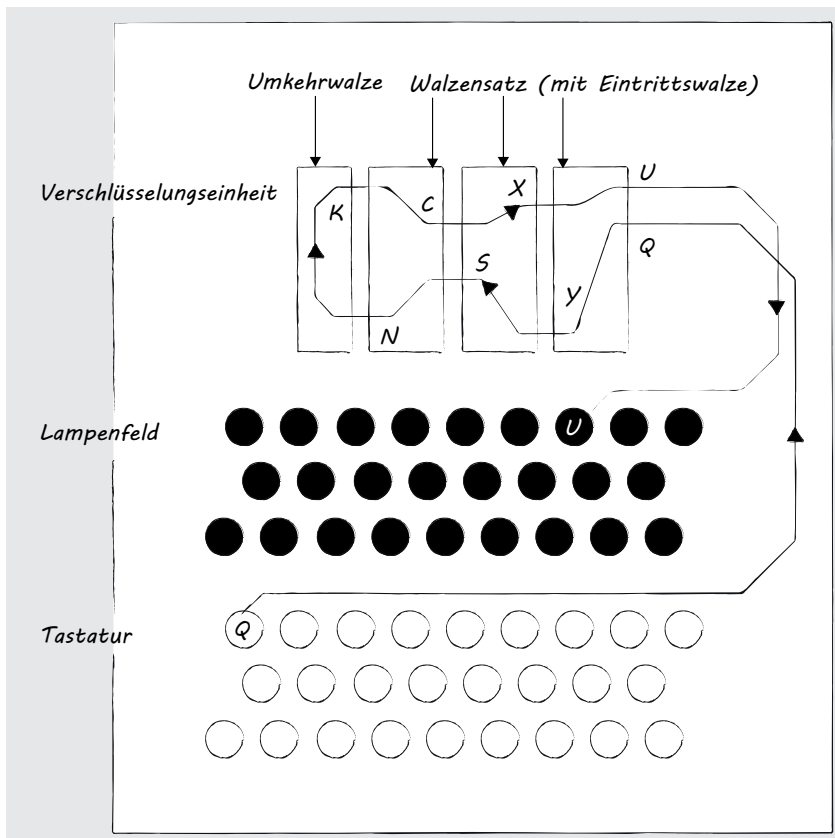 Umkehrwalze
Walzensatz (mit Eintrittswalze)
Verschlüsselungseinheit
K
C
X
U
Q
S
Y
N
Lampenfeld
U
Tastatur
Q